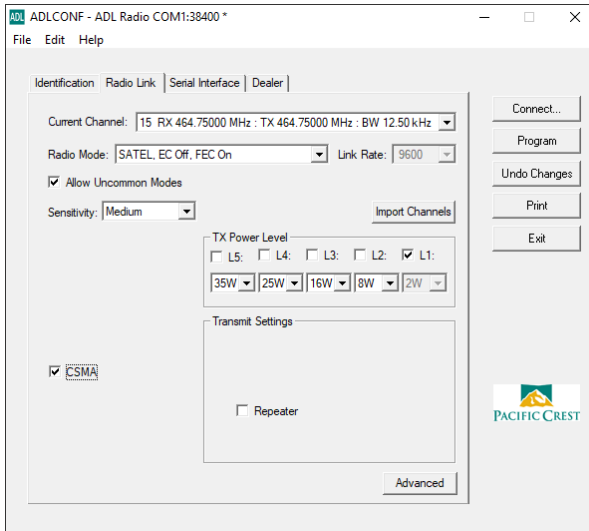 ADL ADLCONF - ADL Radio COM1:38400 *
File Edit Help
Identification Radio Link Serial Interface Dealer
Current Channel: 15 RX 464.75000 MHz : TX 464.75000 MHz : BW 12.50 kHz
Radio Mode: SATEL, EC Off, FEC On Link Rate: 9600
Allow Uncommon Modes
Sensitivity: Medium Import Channels
TX Power Level
L5: L4: L3: L2: L1:
35W 25W 16W 8W 2W
Transmit Settings
CSMA
Repeater
Advanced
Connect...
Program
Undo Changes
Print
Exit
PACIFIC CREST